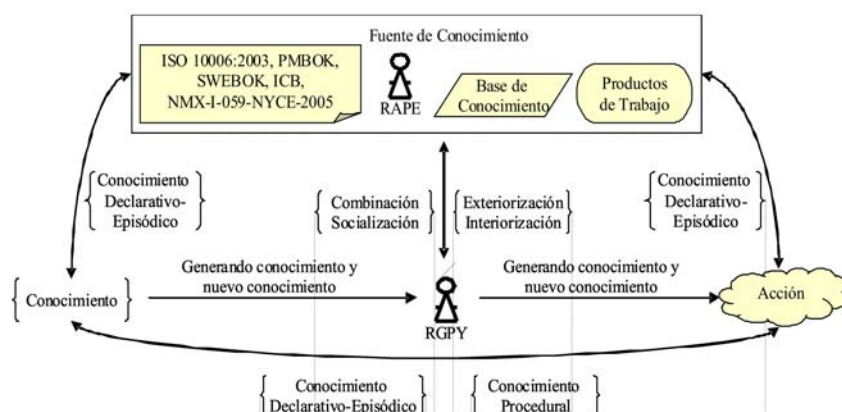 Fuente de Conocimiento
ISO 10006:2003, PMBOK,
SWEBOK, ICB,
NMX-I-059-NYCE-2005
RAPE
Base de
Conocimiento
Productos
de Trabajo
Conocimiento
Declarativo-
Episódico
Combinación
Socialización
Exteriorización
Interiorización
Conocimiento
Declarativo-
Episódico
Conocimiento
Generando conocimiento y
nuevo conocimiento
RGPY
Generando conocimiento y
nuevo conocimiento
Acción
Conocimiento
Declarativo-Episódico
Conocimiento
Procedural